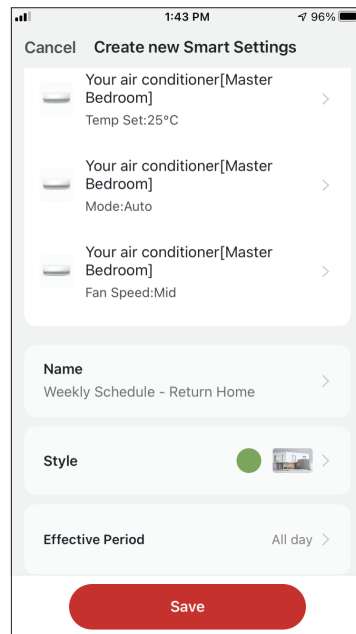 1:43 PM
96%
Cancel Create new Smart Settings
Your air conditioner[Master
Bedroom]
Temp Set:25°C
Your air conditioner[Master
Bedroom]
Mode:Auto
Your air conditioner[Master
Bedroom]
Fan Speed:Mid
Name
Weekly Schedule - Return Home
Style
Effective Period All day
Save